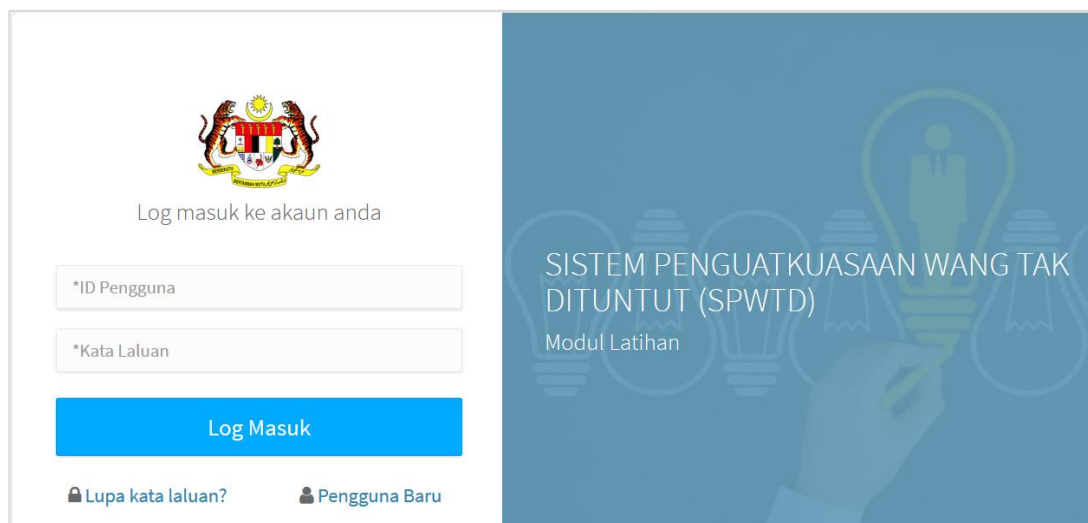 Log masuk ke akaun anda
*ID Pengguna
*Kata Laluan
Log Masuk
Lupa kata laluan?
Pengguna Baru
SISTEM PENGUATKUASAAN WANG TAK
DITUNTUT (SPWTD)
Modul Latihan